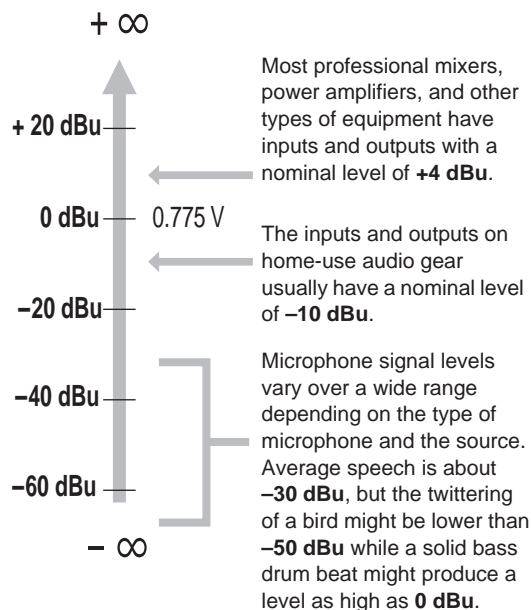 + ∞
+ 20 dBu
0 dBu
0.775 V
–20 dBu
–40 dBu
–60 dBu
– ∞
Most professional mixers,
power amplifiers, and other
types of equipment have
inputs and outputs with a
nominal level of +4 dBu.
The inputs and outputs on
home-use audio gear
usually have a nominal level
of –10 dBu.
Microphone signal levels
vary over a wide range
depending on the type of
microphone and the source.
Average speech is about
–30 dBu, but the twittering
of a bird might be lower than
–50 dBu while a solid bass
drum beat might produce a
level as high as 0 dBu.